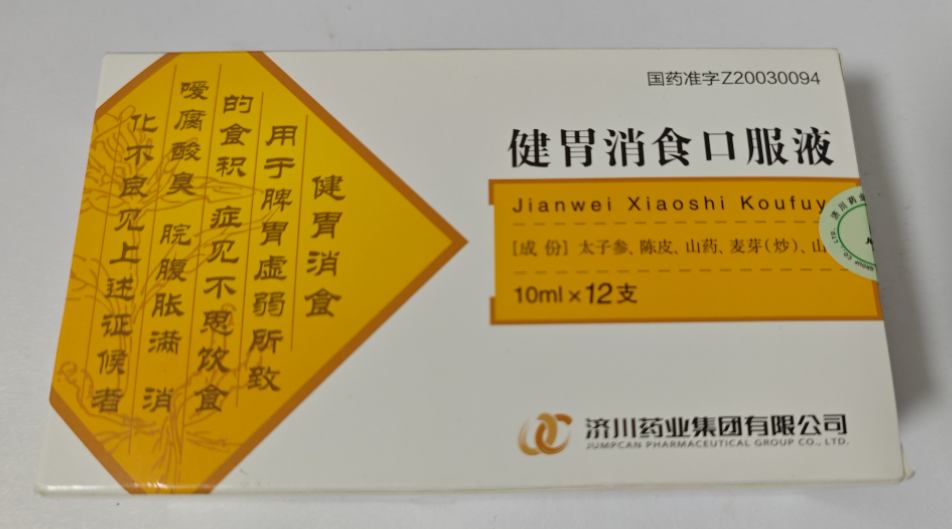 国药准字Z20030094
健胃消食口服液
Jianwei Xiaoshi Koufuy
[成份] 太子参、陈皮、山药、麦芽(炒)、山
10ml×12支
健胃消食
用于脾胃虚弱所致
的食积 症见不思饮食
嗳腐酸臭 脘腹胀满 消
化不良见上述证候者
济川药业集团有限公司
JUMPCAN PHARMACEUTICAL GROUP CO., LTD.